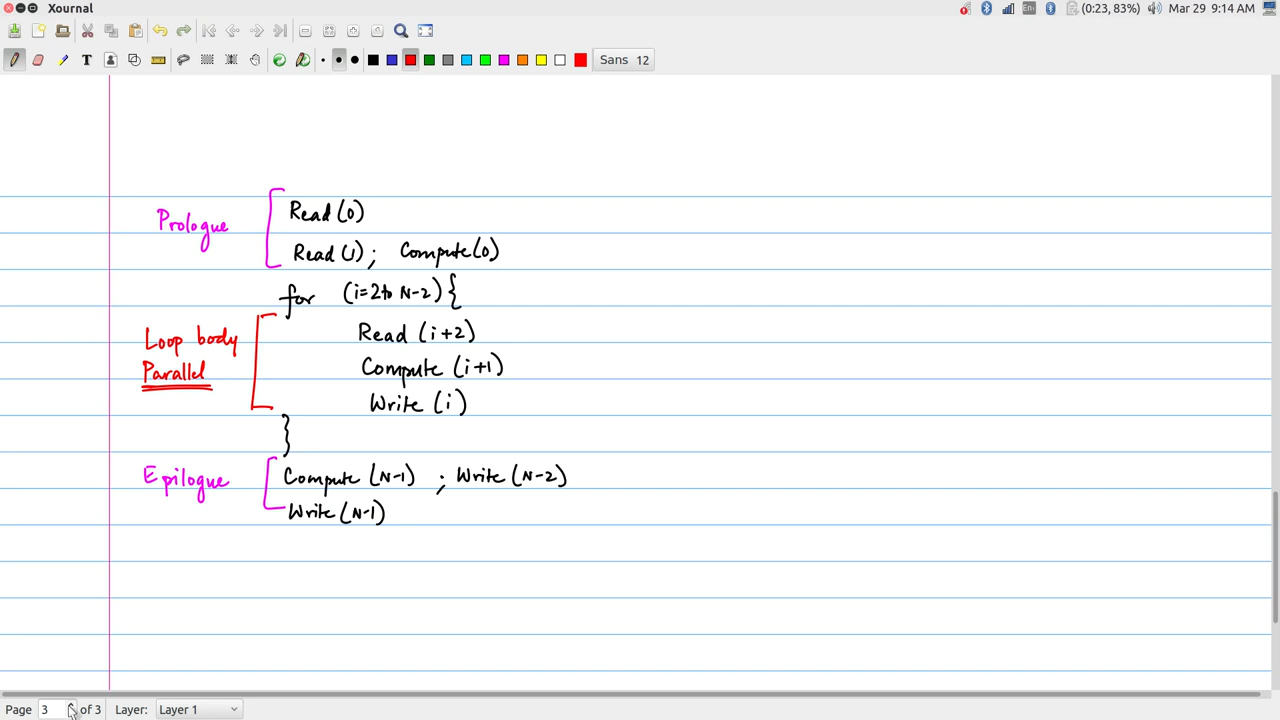 Xournal
(0:23, 83%) Mar 29 9:14 AM
Sans 12
Prologue
Read (0)
Read (1); Compute (0)
for (i=2 to N-2) {
Loop body
Parallel
Read (i+2)
Compute (i+1)
Write (i)
}
Epilogue
Compute (N-1) ; Write (N-2)
Write (N-1)
Page 3 of 3 Layer: Layer 1